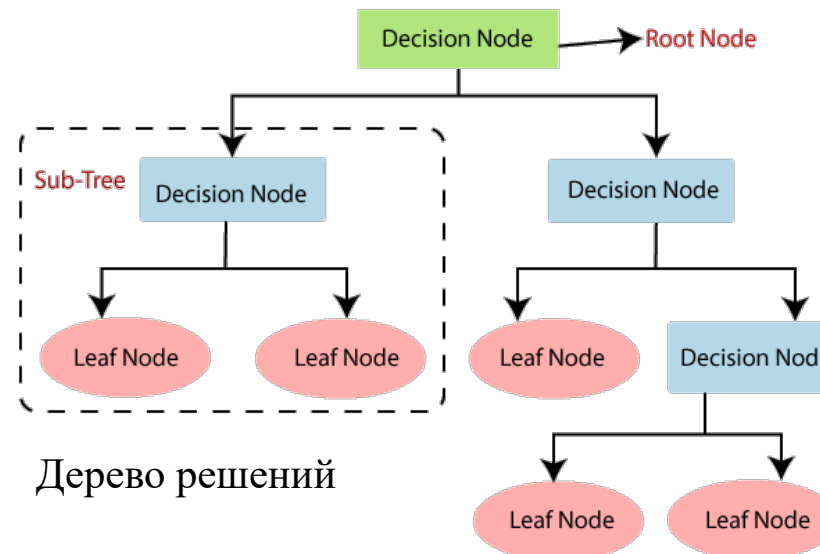 Decision Node
Root Node
Sub-Tree
Decision Node
Decision Node
Leaf Node
Leaf Node
Leaf Node
Decision Nod
Дерево решений
Leaf Node
Leaf Node